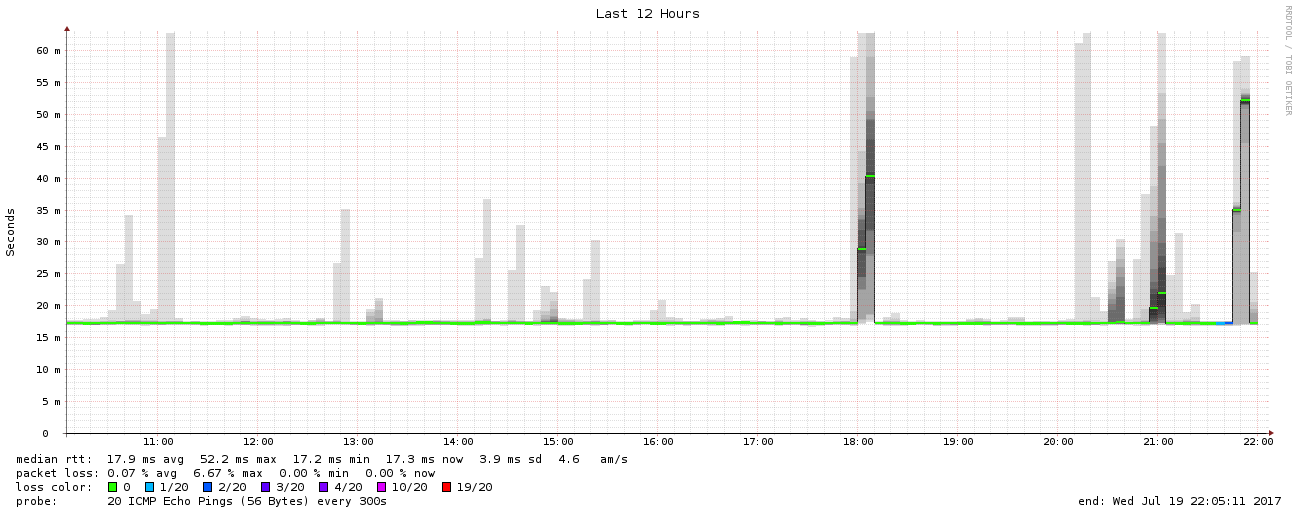 Last 12 Hours
RRDTOOL / TOBI OETIKER
Seconds
60 m
55 m
50 m
45 m
40 m
35 m
30 m
25 m
20 m
15 m
10 m
5 m
0
11:00 12:00 13:00 14:00 15:00 16:00 17:00 18:00 19:00 20:00 21:00 22:00
median rtt: 17.9 ms avg 52.2 ms max 17.2 ms min 17.3 ms now 3.9 ms sd 4.6 am/s
packet loss: 0.07 % avg 6.67 % max 0.00 % min 0.00 % now
loss color: 0 1/20 2/20 3/20 4/20 10/20 19/20
probe: 20 ICMP Echo Pings (56 Bytes) every 300s end: Wed Jul 19 22:05:11 2017